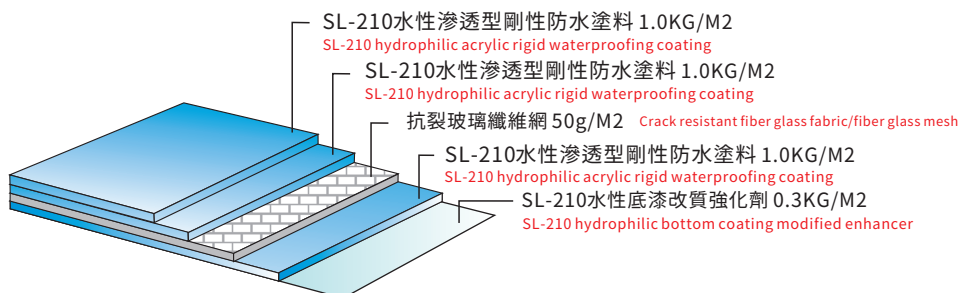 SL-210水性滲透型剛性防水塗料 1.0KG/M2
SL-210 hydrophilic acrylic rigid waterproofing coating
SL-210水性滲透型剛性防水塗料 1.0KG/M2
SL-210 hydrophilic acrylic rigid waterproofing coating
抗裂玻璃纖維網 50g/M2 Crack resistant fiber glass fabric/fiber glass mesh
SL-210水性滲透型剛性防水塗料 1.0KG/M2
SL-210 hydrophilic acrylic rigid waterproofing coating
SL-210水性底漆改質強化劑 0.3KG/M2
SL-210 hydrophilic bottom coating modified enhancer